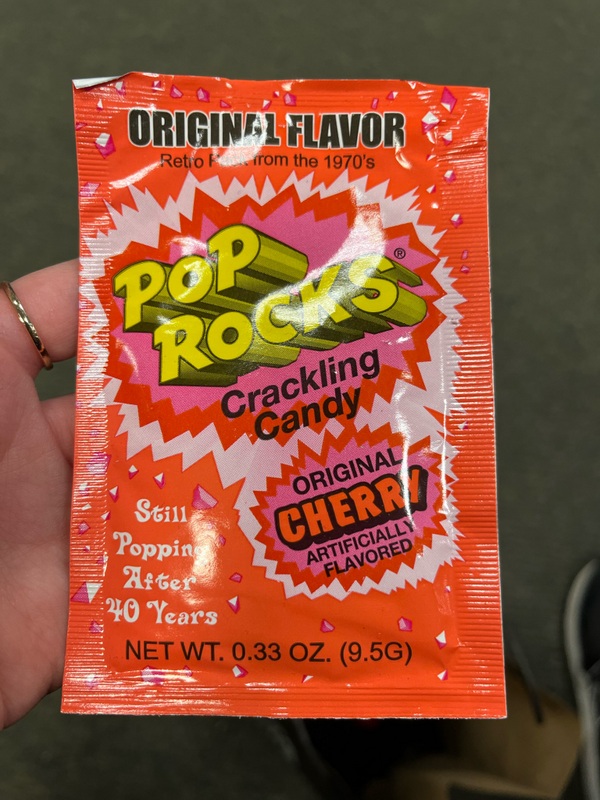 ORIGINAL FLAVOR
Retro Pack from the 1970's
POP
ROCKS®
Crackling
Candy
ORIGINAL
CHERRY
ARTIFICIALLY
FLAVORED
Still
Popping
After
40 Years
NET WT. 0.33 OZ. (9.5G)